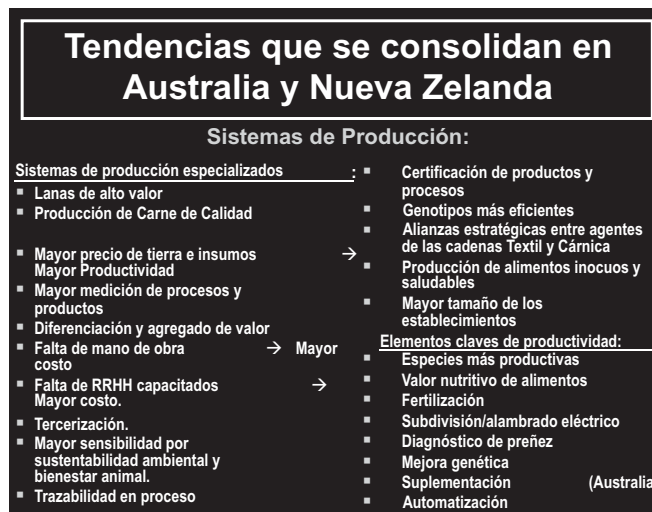 Tendencias que se consolidan en
Australia y Nueva Zelanda
Sistemas de Producción:
Sistemas de producción especializados :
▪ Lanas de alto valor
▪ Producción de Carne de Calidad
▪ Mayor precio de tierra e insumos →
Mayor Productividad
▪ Mayor medición de procesos y
productos
▪ Diferenciación y agregado de valor
▪ Falta de mano de obra → Mayor
costo
▪ Falta de RRHH capacitados →
Mayor costo.
▪ Tercerización.
▪ Mayor sensibilidad por
sustentabilidad ambiental y
bienestar animal.
▪ Trazabilidad en proceso
▪ Certificación de productos y
procesos
▪ Genotipos más eficientes
▪ Alianzas estratégicas entre agentes
de las cadenas Textil y Cárnica
▪ Producción de alimentos inocuos y
saludables
▪ Mayor tamaño de los
establecimientos
Elementos claves de productividad:
▪ Especies más productivas
▪ Valor nutritivo de alimentos
▪ Fertilización
▪ Subdivisión/alambrado eléctrico
▪ Diagnóstico de preñez
▪ Mejora genética
▪ Suplementación (Australia
▪ Automatización